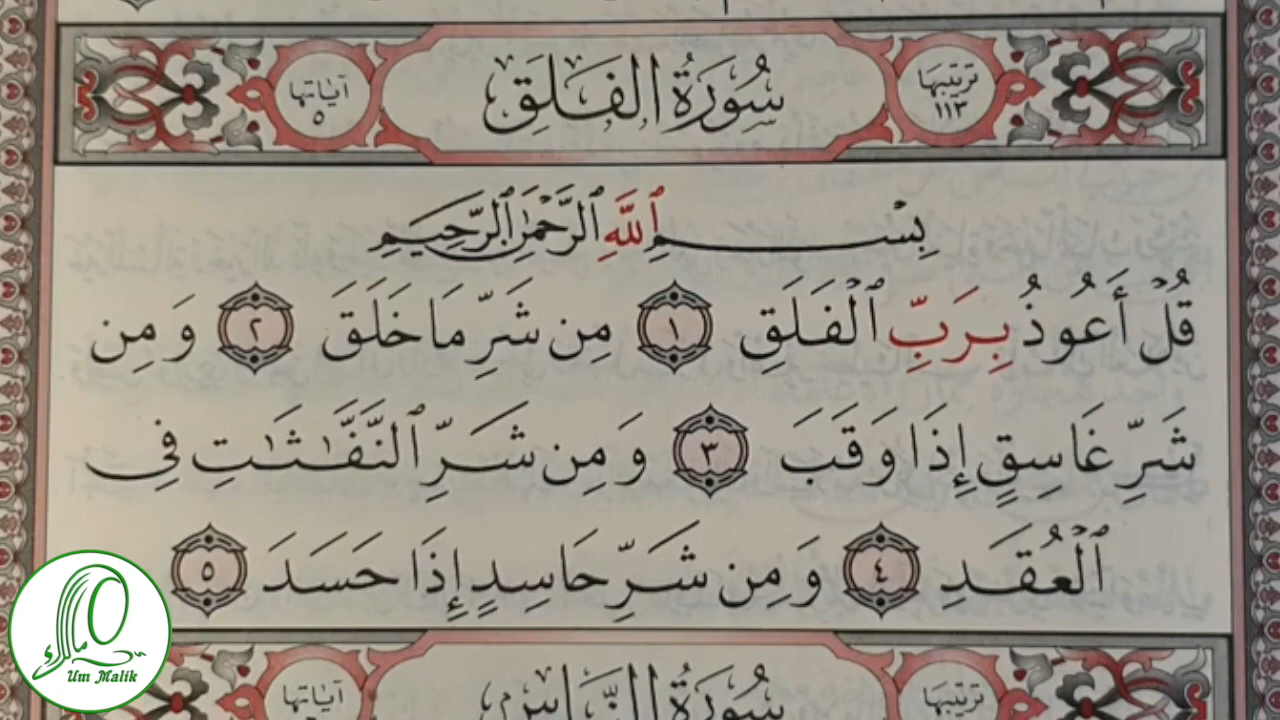 ترتيبها ١١٣
سُورَةُ الفَلَقِ
آياتها ٥
بِسْمِ ٱللَّهِ ٱلرَّحْمَٰنِ ٱلرَّحِيمِ
قُلْ أَعُوذُ بِرَبِّ ٱلْفَلَقِ ١ مِن شَرِّ مَا خَلَقَ ٢ وَمِن
شَرِّ غَاسِقٍ إِذَا وَقَبَ ٣ وَمِن شَرِّ ٱلنَّفَّٰثَٰتِ فِى
ٱلْعُقَدِ ٤ وَمِن شَرِّ حَاسِدٍ إِذَا حَسَدَ ٥
ترتيبها
سُورَةُ النَّاسِ
آياتها
Um Malik